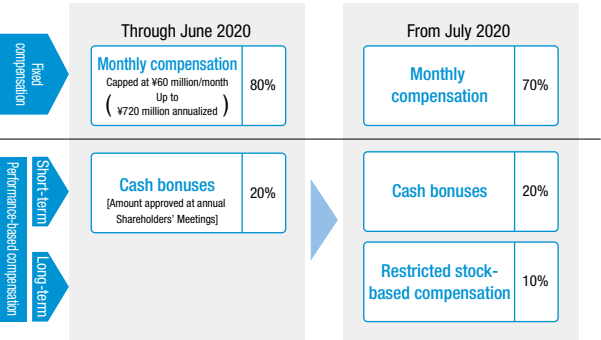 Through June 2020
From July 2020
Fixed
compensation
Monthly compensation
Capped at ¥60 million/month
( Up to
¥720 million annualized )
80%
Monthly
compensation
70%
Performance-based compensation
Short-term
Cash bonuses
[Amount approved at annual
Shareholders' Meetings]
20%
Cash bonuses
20%
Long-term
Restricted stock-
based compensation
10%